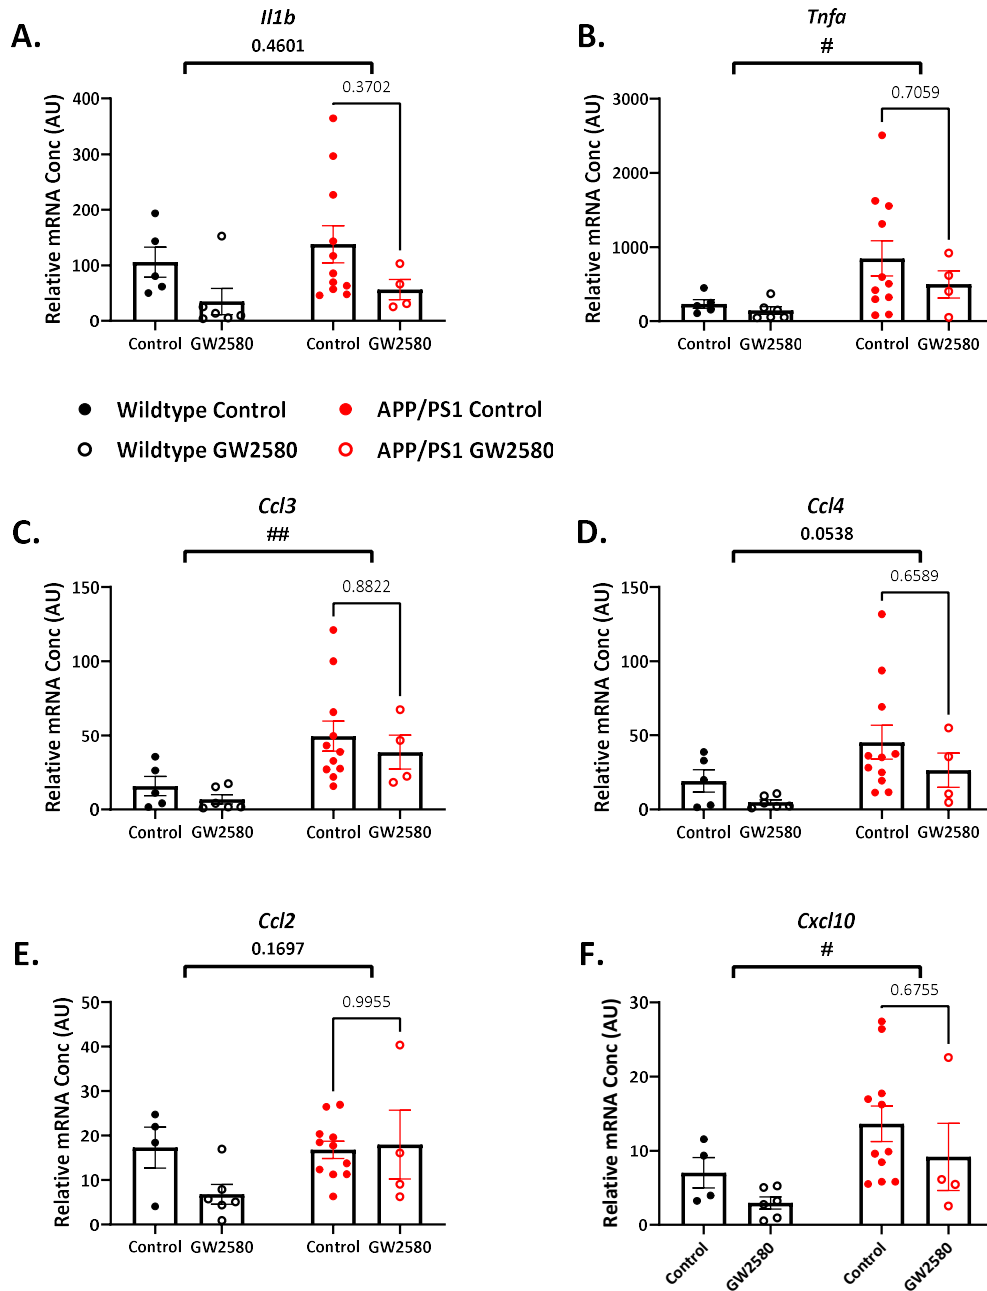 A.
Il1b
0.4601
0.3702
Relative mRNA Conc (AU)
400
300
200
100
0
Control
GW2580
Control
GW2580
B.
Tnfa
#
0.7059
Relative mRNA Conc (AU)
3000
2000
1000
0
Control
GW2580
Control
GW2580
Wildtype Control
APP/PS1 Control
Wildtype GW2580
APP/PS1 GW2580
C.
Ccl3
##
0.8822
Relative mRNA Conc (AU)
150
100
50
0
Control
GW2580
Control
GW2580
D.
Ccl4
0.0538
0.6589
Relative mRNA Conc (AU)
150
100
50
0
Control
GW2580
Control
GW2580
E.
Ccl2
0.1697
0.9955
Relative mRNA Conc (AU)
50
40
30
20
10
0
Control
GW2580
Control
GW2580
F.
Cxcl10
#
0.6755
Relative mRNA Conc (AU)
30
20
10
0
Control
GW2580
Control
GW2580